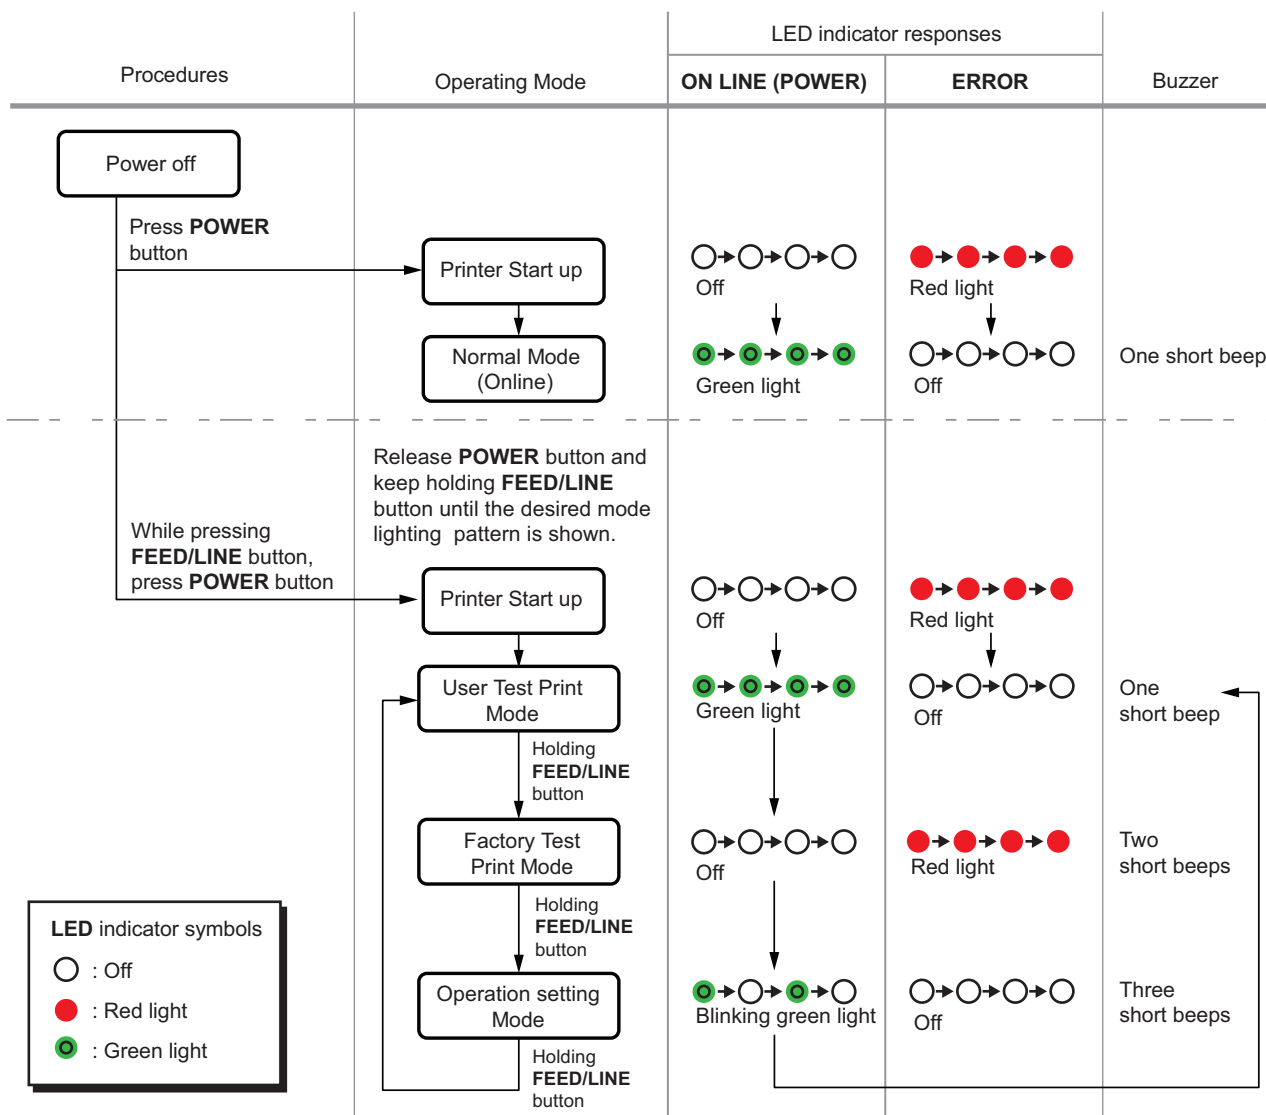 LED indicator responses
Procedures
Operating Mode
ON LINE (POWER)
ERROR
Buzzer
Power off
Press POWER
button
Printer Start up
Off
Red light
Normal Mode
(Online)
Green light
Off
One short beep
Release POWER button and
keep holding FEED/LINE
button until the desired mode
lighting pattern is shown.
While pressing
FEED/LINE button,
press POWER button
Printer Start up
Off
Red light
User Test Print
Mode
Green light
Off
One
short beep
Holding
FEED/LINE
button
Factory Test
Print Mode
Off
Red light
Two
short beeps
Holding
FEED/LINE
button
Operation setting
Mode
Blinking green light
Off
Three
short beeps
Holding
FEED/LINE
button
LED indicator symbols
: Off
: Red light
: Green light